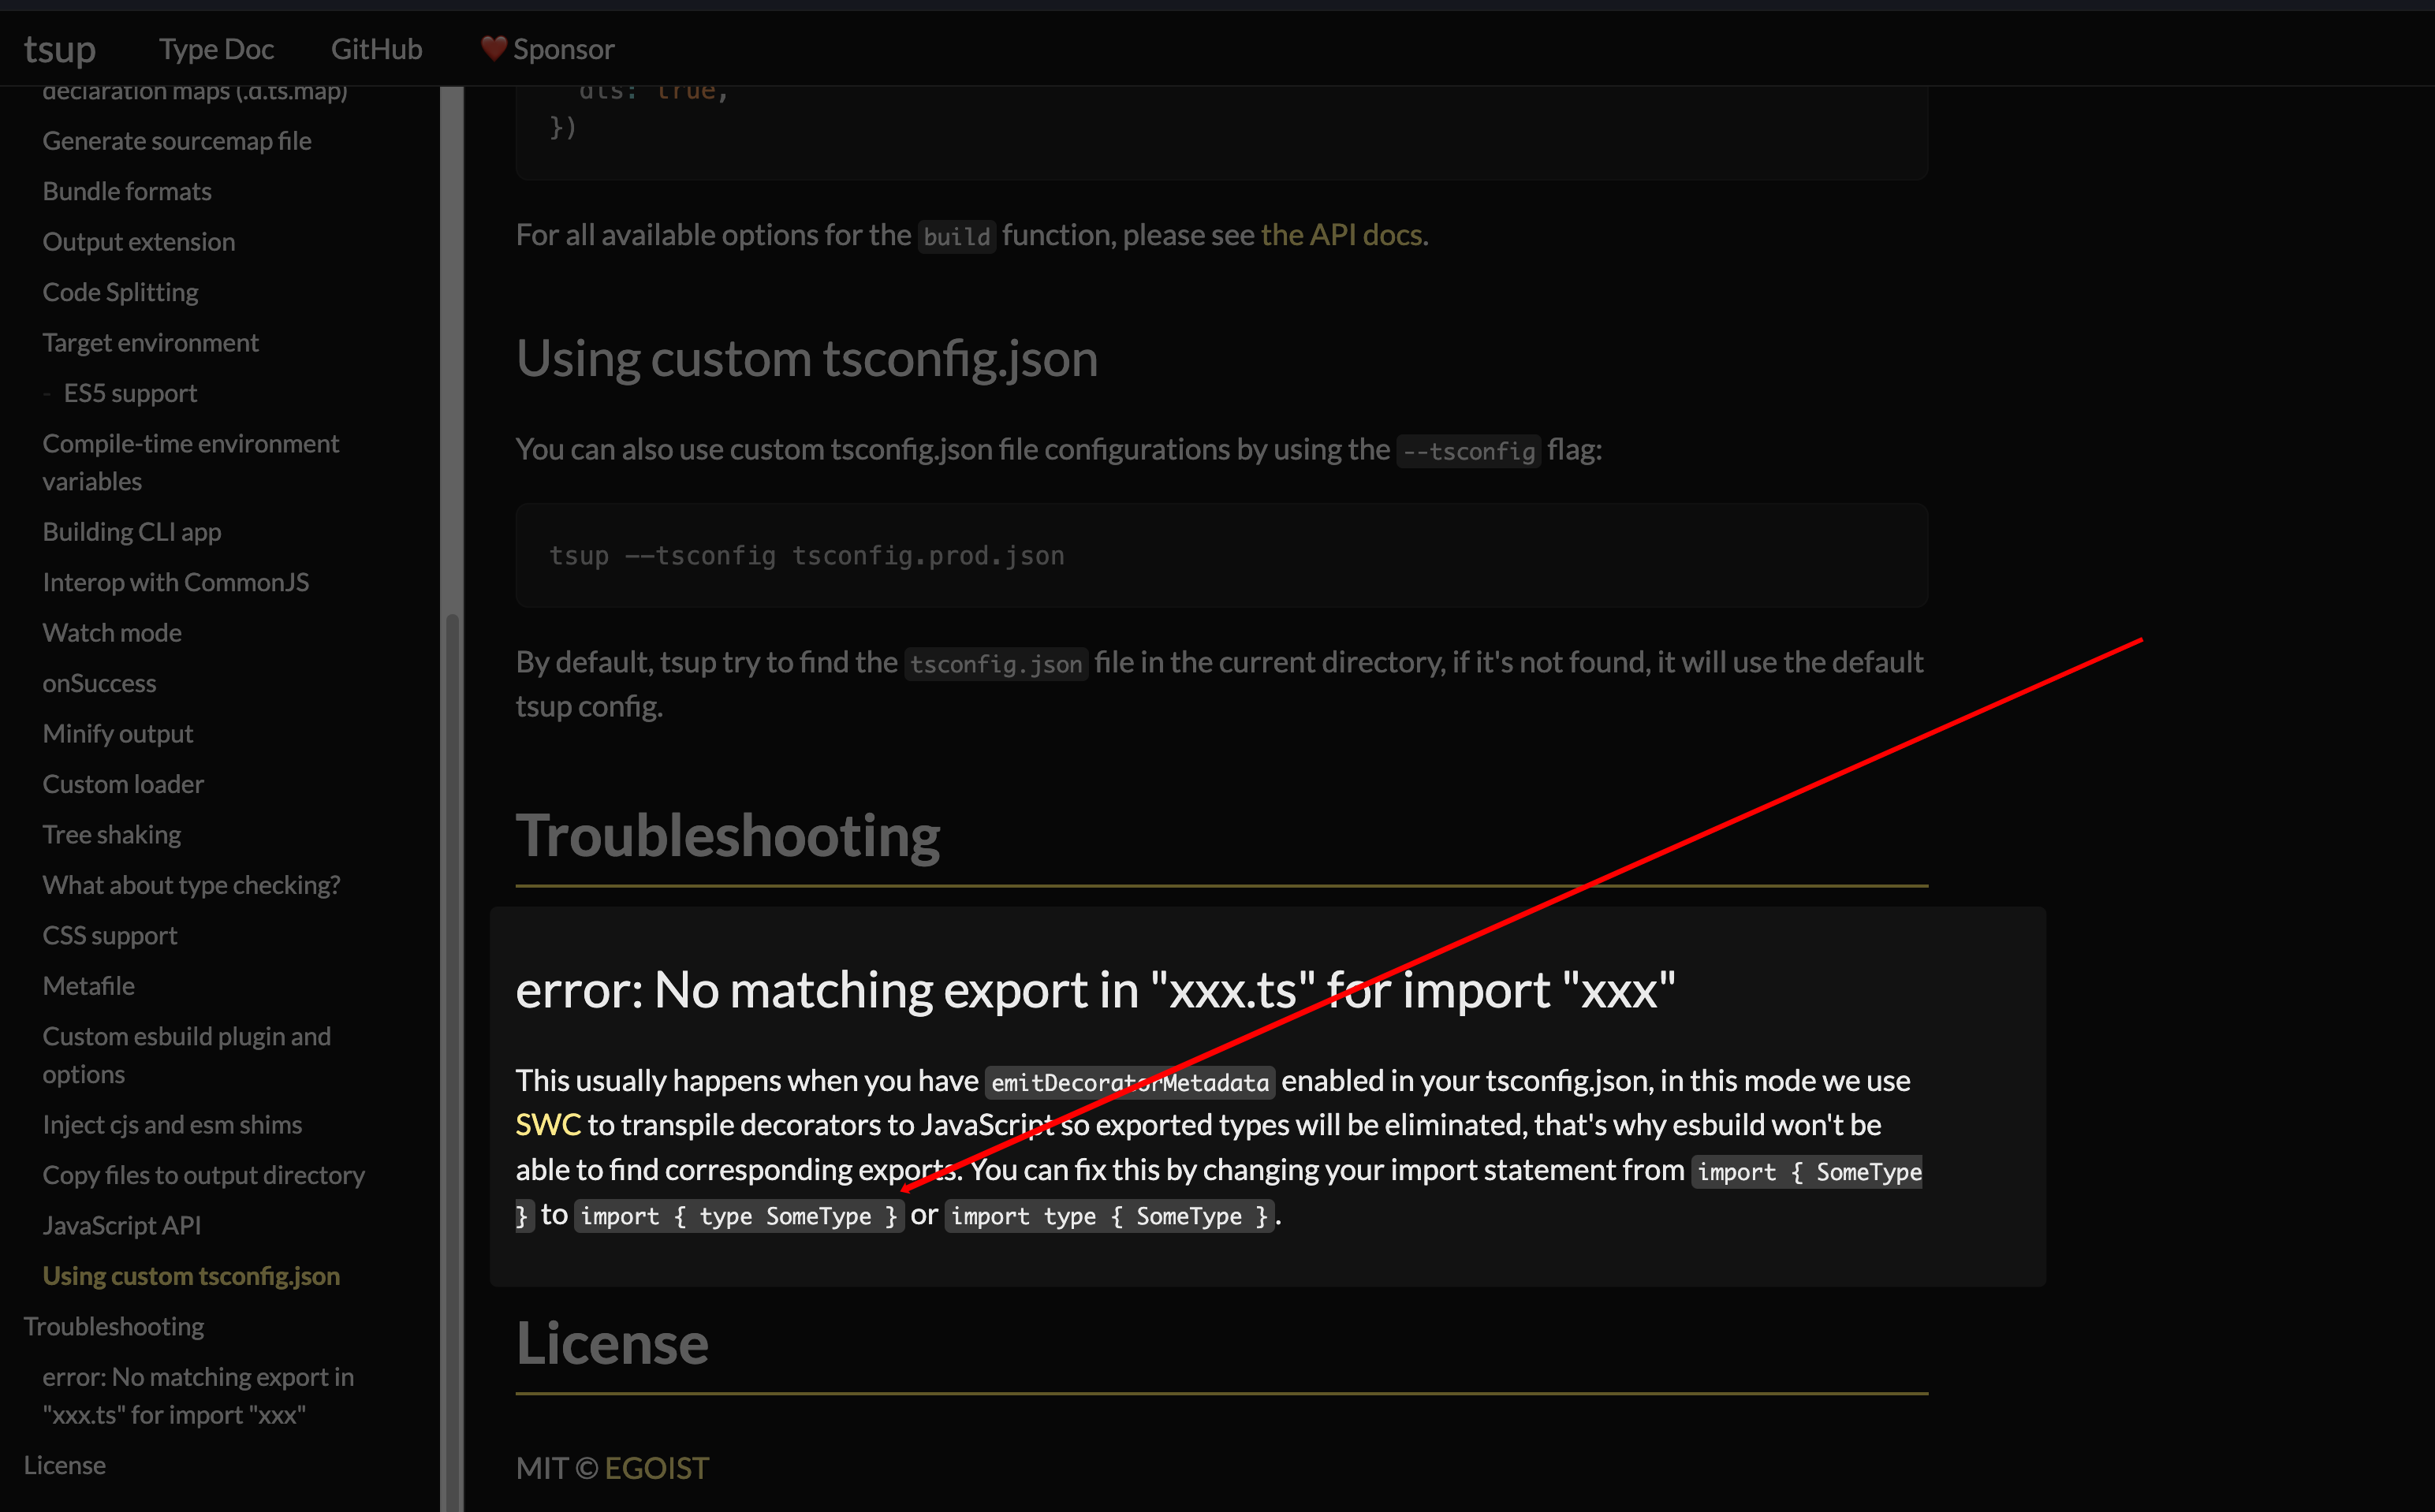 tsup
Type Doc
GitHub
❤️ Sponsor
declaration maps (.d.ts.map)
Generate sourcemap file
Bundle formats
Output extension
Code Splitting
Target environment
- ES5 support
Compile-time environment
variables
Building CLI app
Interop with CommonJS
Watch mode
onSuccess
Minify output
Custom loader
Tree shaking
What about type checking?
CSS support
Metafile
Custom esbuild plugin and
options
Inject cjs and esm shims
Copy files to output directory
JavaScript API
Using custom tsconfig.json
Troubleshooting
error: No matching export in
"xxx.ts" for import "xxx"
License
dts: true,
})
For all available options for the build function, please see the API docs.
Using custom tsconfig.json
You can also use custom tsconfig.json file configurations by using the --tsconfig flag:
tsup --tsconfig tsconfig.prod.json
By default, tsup try to find the tsconfig.json file in the current directory, if it's not found, it will use the default
tsup config.
Troubleshooting
error: No matching export in "xxx.ts" for import "xxx"
This usually happens when you have emitDecoratorMetadata enabled in your tsconfig.json, in this mode we use
SWC to transpile decorators to JavaScript so exported types will be eliminated, that's why esbuild won't be
able to find corresponding exports. You can fix this by changing your import statement from import { SomeType
} to import { type SomeType } or import type { SomeType }.
License
MIT © EGOIST